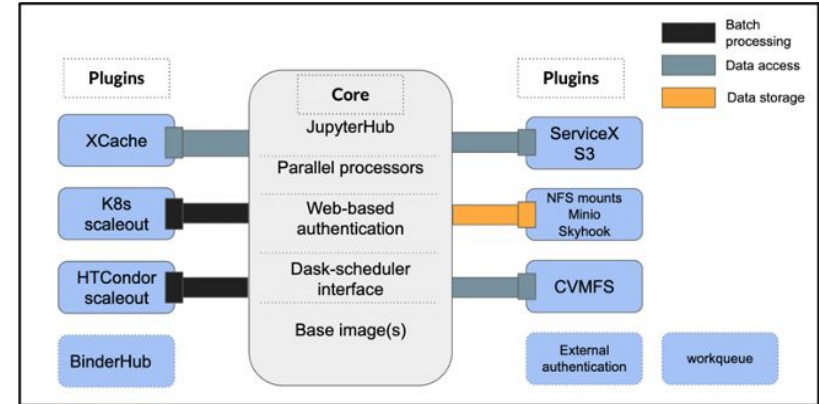 Plugins
XCache
K8s
scaleout
HTCondor
scaleout
BinderHub
Core
JupyterHub
Parallel processors
Web-based
authentication
Dask-scheduler
interface
Base image(s)
Plugins
ServiceX
S3
NFS mounts
Minio
Skyhook
CVMFS
External
authentication
workqueue
Batch
processing
Data access
Data storage